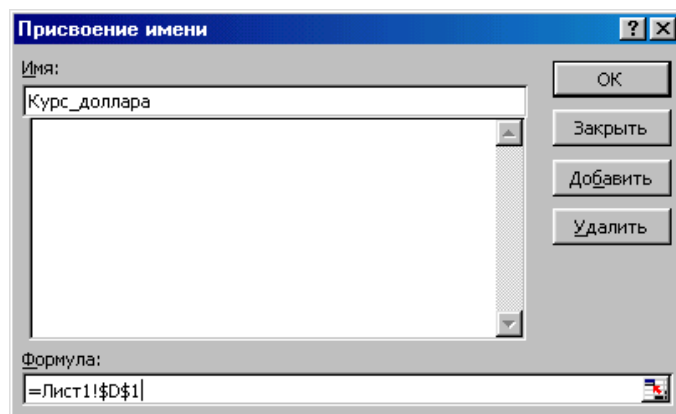 Присвоение имени
Имя:
Курс_доллара
OK
Закрыть
Добавить
Удалить
Формула:
=Лист1!$D$1